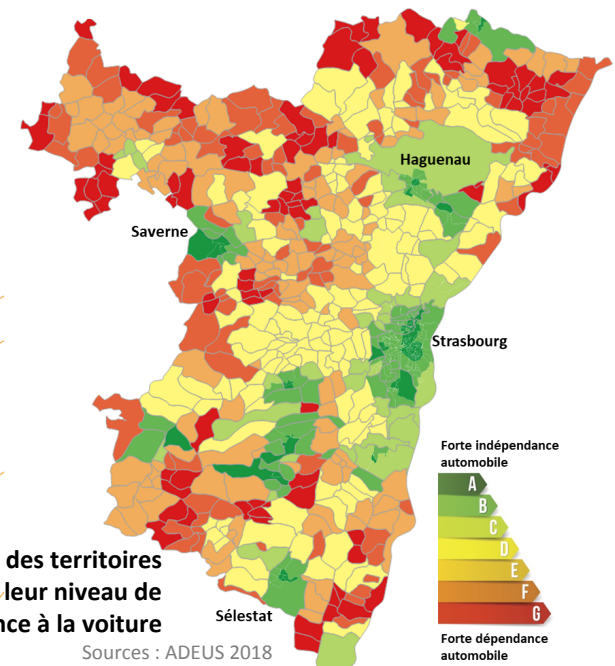 Haguenau
Saverne
Strasbourg
Forte indépendance
automobile
A
B
C
D
E
F
G
Forte dépendance
automobile
des territoires
leur niveau de
à la voiture
Sélestat
Sources : ADEUS 2018